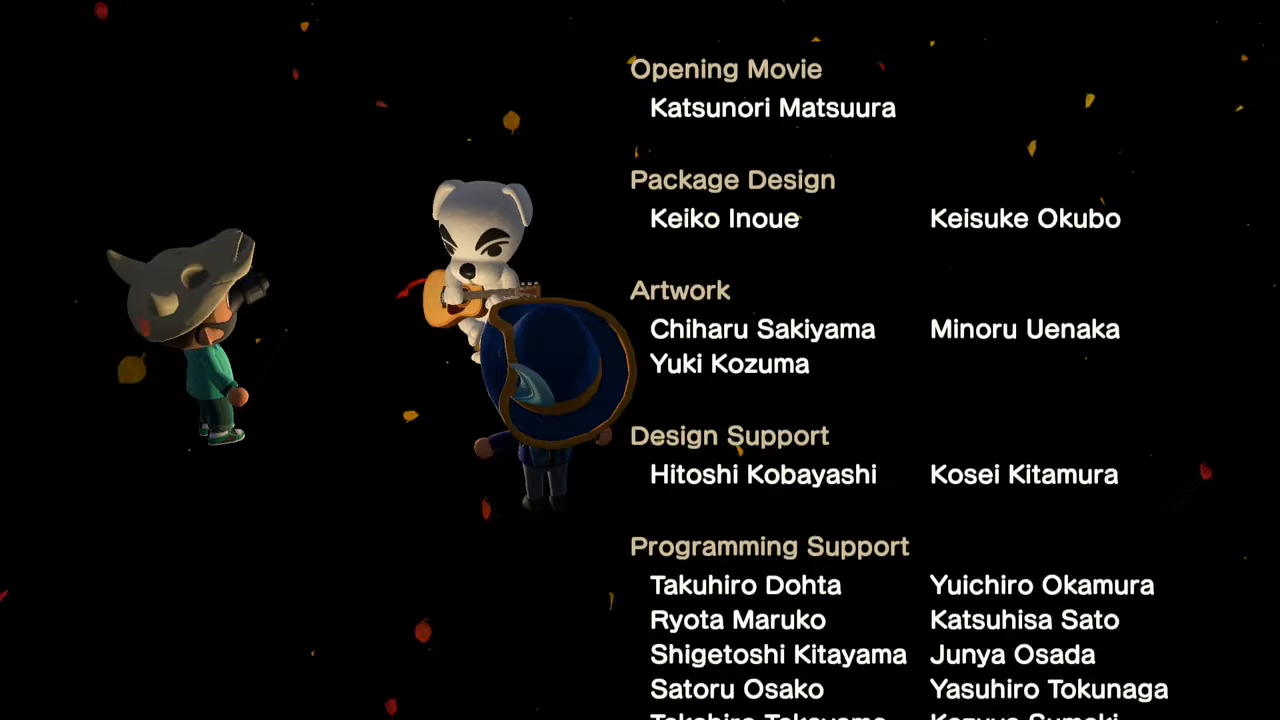 Opening Movie
Katsunori Matsuura
Package Design
Keiko Inoue Keisuke Okubo
Artwork
Chiharu Sakiyama Minoru Uenaka
Yuki Kozuma
Design Support
Hitoshi Kobayashi Kosei Kitamura
Programming Support
Takuhiro Dohta Yuichiro Okamura
Ryota Maruko Katsuhisa Sato
Shigetoshi Kitayama Junya Osada
Satoru Osako Yasuhiro Tokunaga